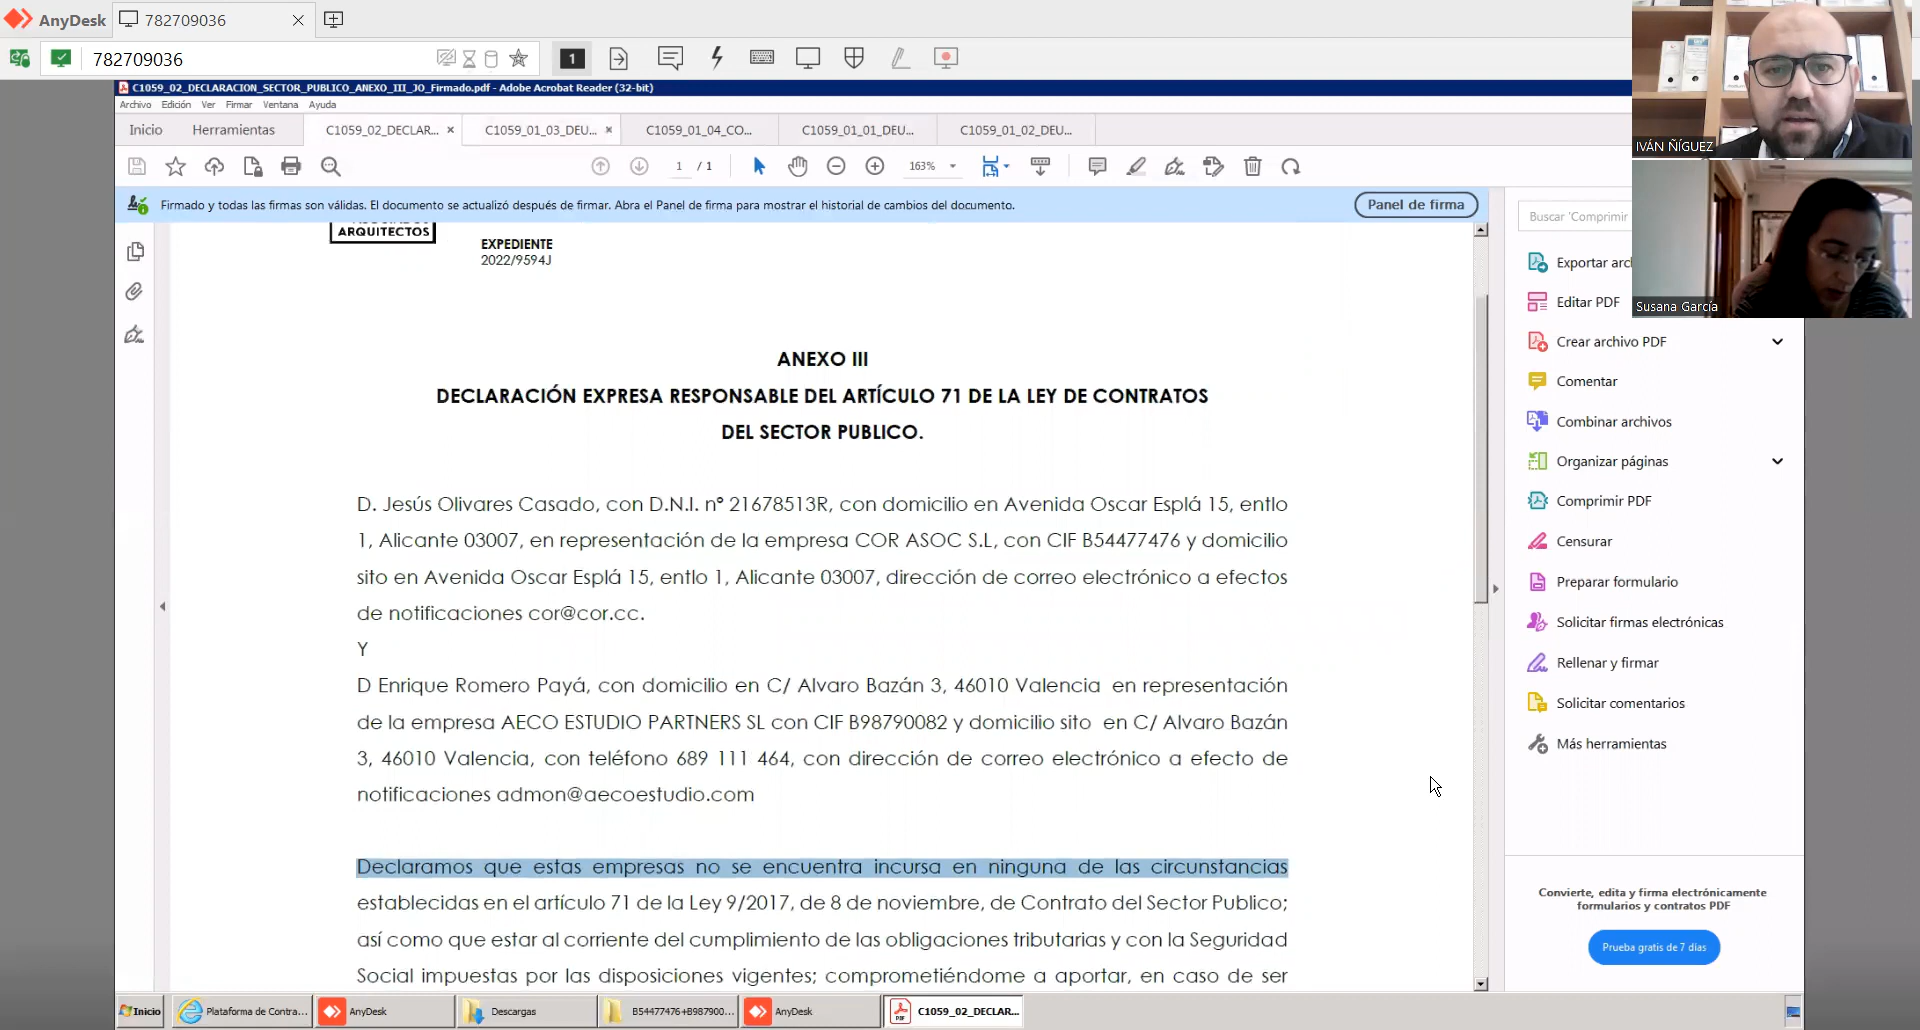 AnyDesk
782709036
782709036
1
C1059_02_DECLARACION_SECTOR_PUBLICO_ANEXO_III_JO_Firmado.pdf - Adobe Acrobat Reader (32-bit)
Archivo Edición Ver Firmar Ventana Ayuda
Inicio Herramientas C1059_02_DECLAR... C1059_01_03_DEU... C1059_01_04_CO... C1059_01_01_DEU... C1059_01_02_DEU...
1 / 1 163%
Firmado y todas las firmas son válidas. El documento se actualizó después de firmar. Abra el Panel de firma para mostrar el historial de cambios del documento.
Panel de firma
ARQUITECTOS
EXPEDIENTE
2022/9594J
ANEXO III
DECLARACIÓN EXPRESA RESPONSABLE DEL ARTÍCULO 71 DE LA LEY DE CONTRATOS
DEL SECTOR PUBLICO.
D. Jesús Olivares Casado, con D.N.I. nº 21678513R, con domicilio en Avenida Oscar Esplá 15, entlo
1, Alicante 03007, en representación de la empresa COR ASOC S.L, con CIF B54477476 y domicilio
sito en Avenida Oscar Esplá 15, entlo 1, Alicante 03007, dirección de correo electrónico a efectos
de notificaciones cor@cor.cc.
Y
D Enrique Romero Payá, con domicilio en C/ Alvaro Bazán 3, 46010 Valencia en representación
de la empresa AECO ESTUDIO PARTNERS SL con CIF B98790082 y domicilio sito en C/ Alvaro Bazán
3, 46010 Valencia, con teléfono 689 111 464, con dirección de correo electrónico a efecto de
notificaciones admon@aecoestudio.com
Declaramos que estas empresas no se encuentra incursa en ninguna de las circunstancias
establecidas en el artículo 71 de la Ley 9/2017, de 8 de noviembre, de Contrato del Sector Publico;
así como que estar al corriente del cumplimiento de las obligaciones tributarias y con la Seguridad
Social impuestas por las disposiciones vigentes; comprometiéndome a aportar, en caso de ser
IVÁN ÑÍGUEZ
Susana García
Buscar 'Comprimir
Exportar arc
Editar PDF
Crear archivo PDF
Comentar
Combinar archivos
Organizar páginas
Comprimir PDF
Censurar
Preparar formulario
Solicitar firmas electrónicas
Rellenar y firmar
Solicitar comentarios
Más herramientas
Convierte, edita y firma electrónicamente
formularios y contratos PDF
Prueba gratis de 7 días
Inicio Plataforma de Contra... AnyDesk Descargas B54477476+B987900... AnyDesk C1059_02_DECLAR...